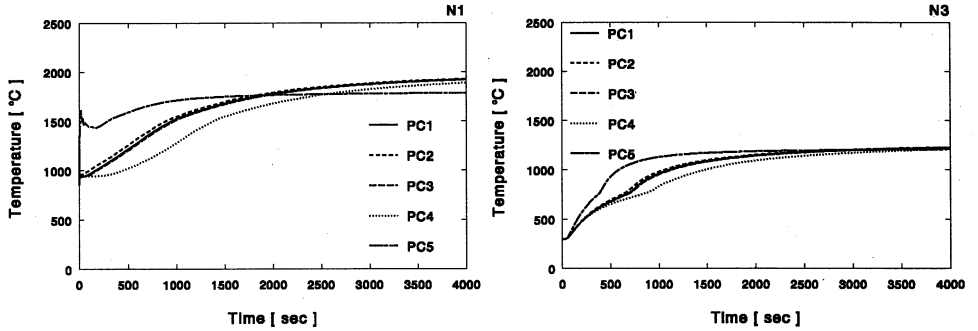 N1
Temperature [ °C ]
2500
2000
1500
1000
500
0
PC1
PC2
PC3
PC4
PC5
0 500 1000 1500 2000 2500 3000 3500 4000
Time [ sec ]
N3
Temperature [ °C ]
2500
2000
1500
1000
500
0
PC1
PC2
PC3
PC4
PC5
0 500 1000 1500 2000 2500 3000 3500 4000
Time [ sec ]